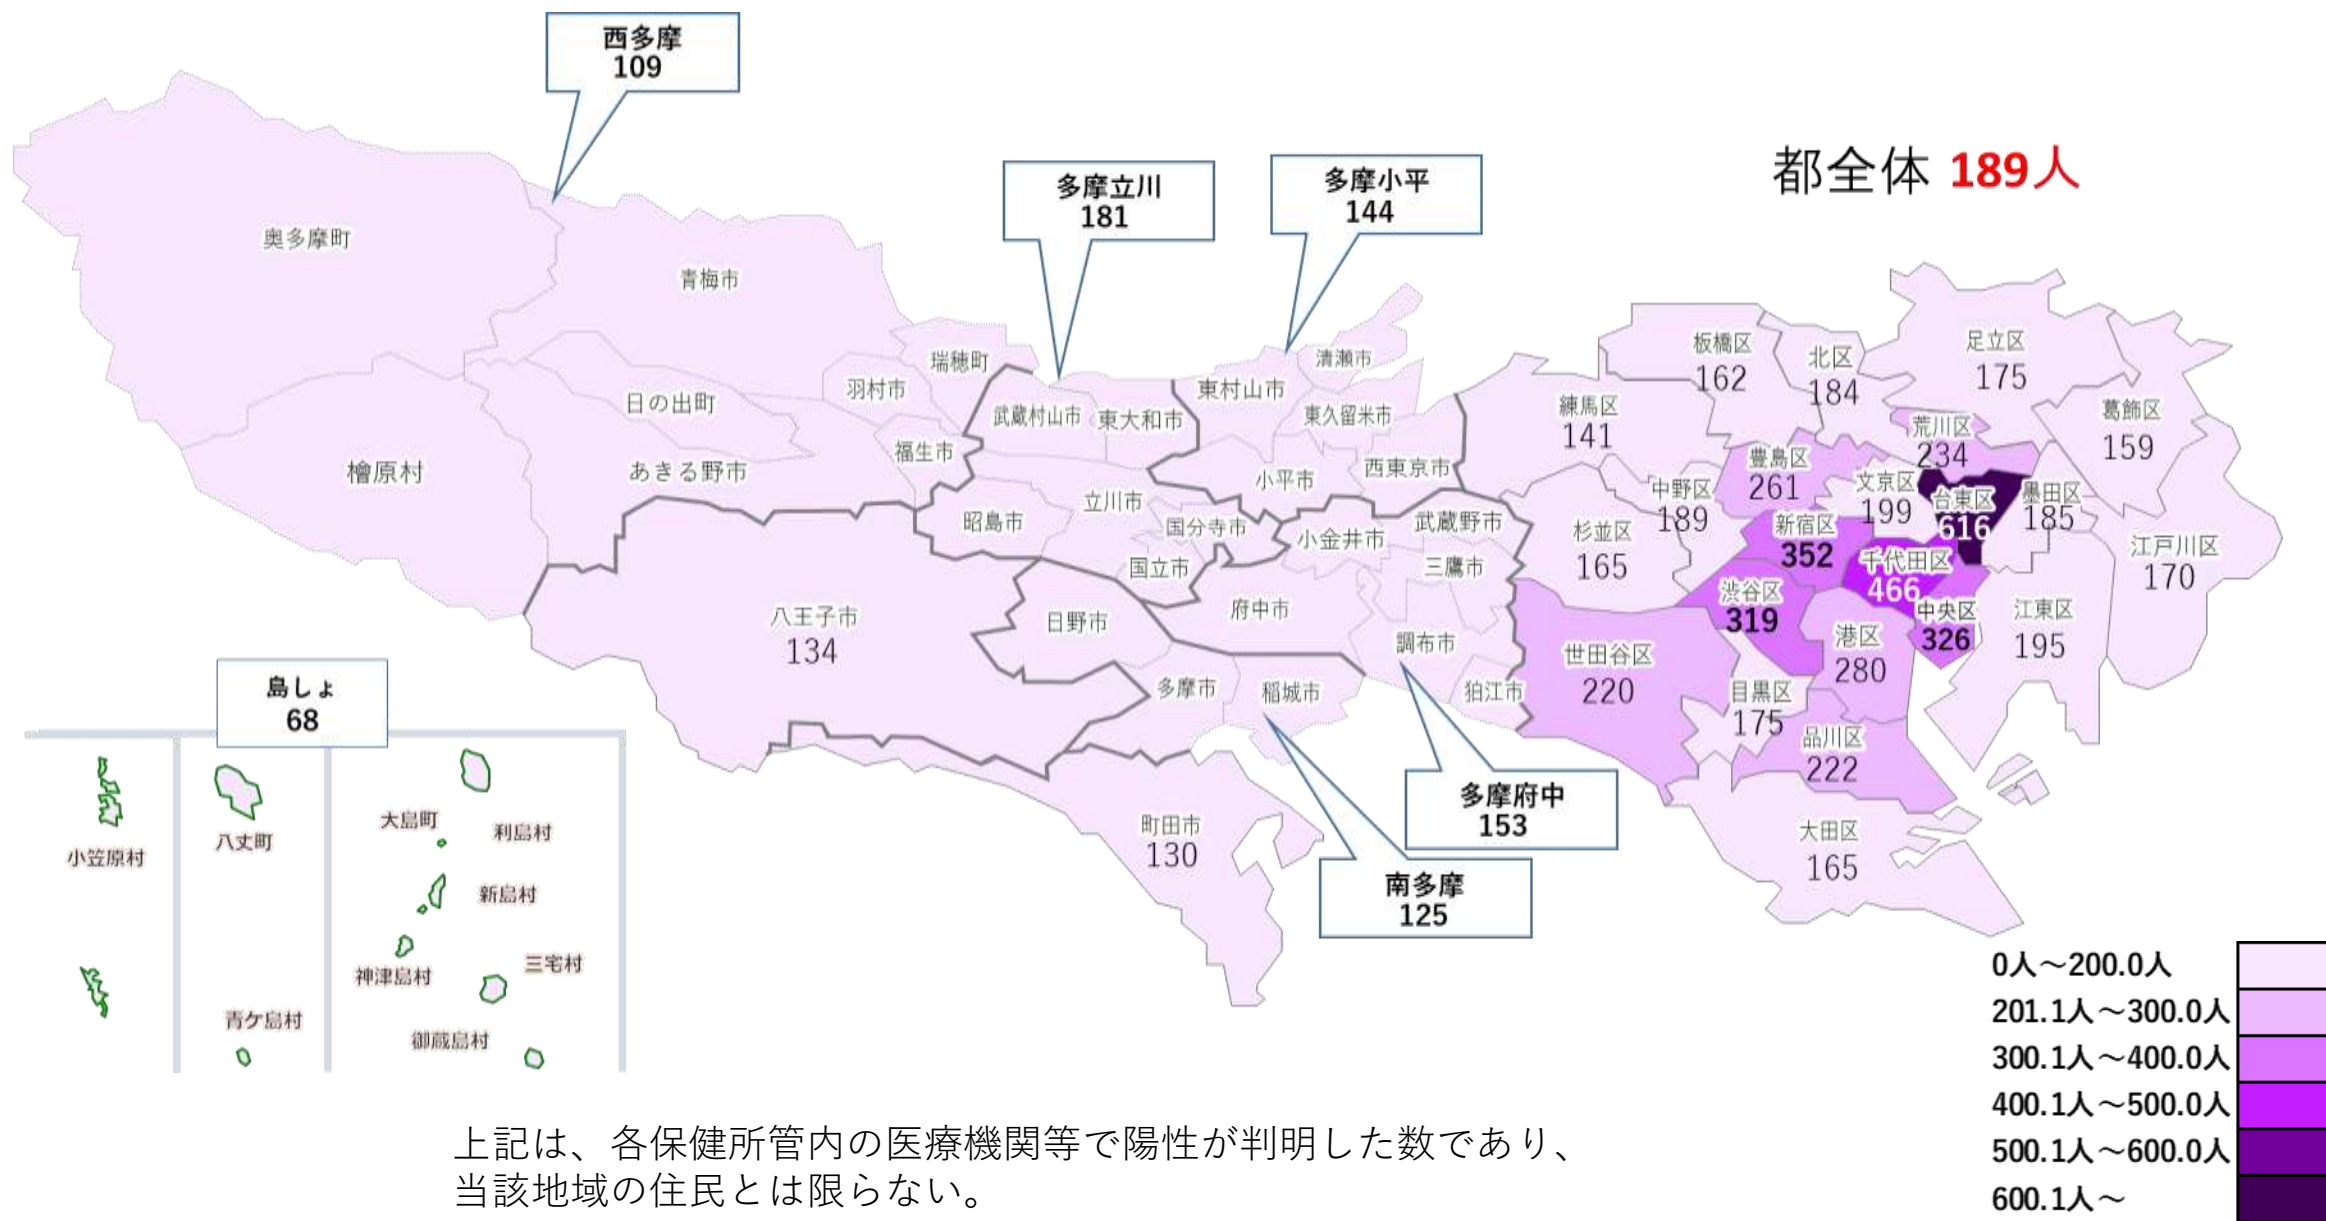 西多摩
109
多摩立川
181
多摩小平
144
都全体 189人
奥多摩町
青梅市
瑞穂町
羽村市
日の出町
福生市
あきる野市
檜原村
武蔵村山市
東大和市
東村山市
清瀬市
東久留米市
小平市
西東京市
昭島市
立川市
国分寺市
国立市
小金井市
武蔵野市
三鷹市
府中市
調布市
狛江市
八王子市
134
日野市
多摩市
稲城市
町田市
130
多摩府中
153
南多摩
125
練馬区
141
板橋区
162
北区
184
足立区
175
葛飾区
159
荒川区
234
豊島区
261
文京区
199
台東区
616
墨田区
185
中野区
189
杉並区
165
新宿区
352
千代田区
466
江戸川区
170
渋谷区
319
中央区
326
江東区
195
港区
280
世田谷区
220
目黒区
175
品川区
222
大田区
165
島しょ
68
小笠原村
八丈町
青ケ島村
大島町
利島村
新島村
神津島村
三宅村
御蔵島村
0人～200.0人
201.1人～300.0人
300.1人～400.0人
400.1人～500.0人
500.1人～600.0人
600.1人～
上記は、各保健所管内の医療機関等で陽性が判明した数であり、
当該地域の住民とは限らない。